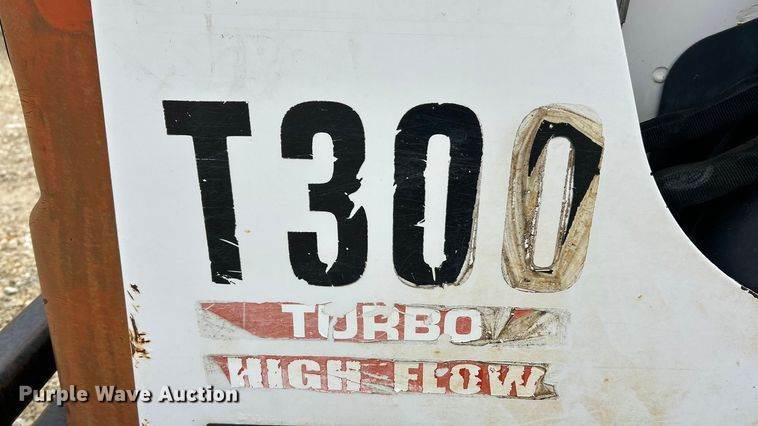 T300
TURBO
HIGH FLOW
Purple Wave Auction